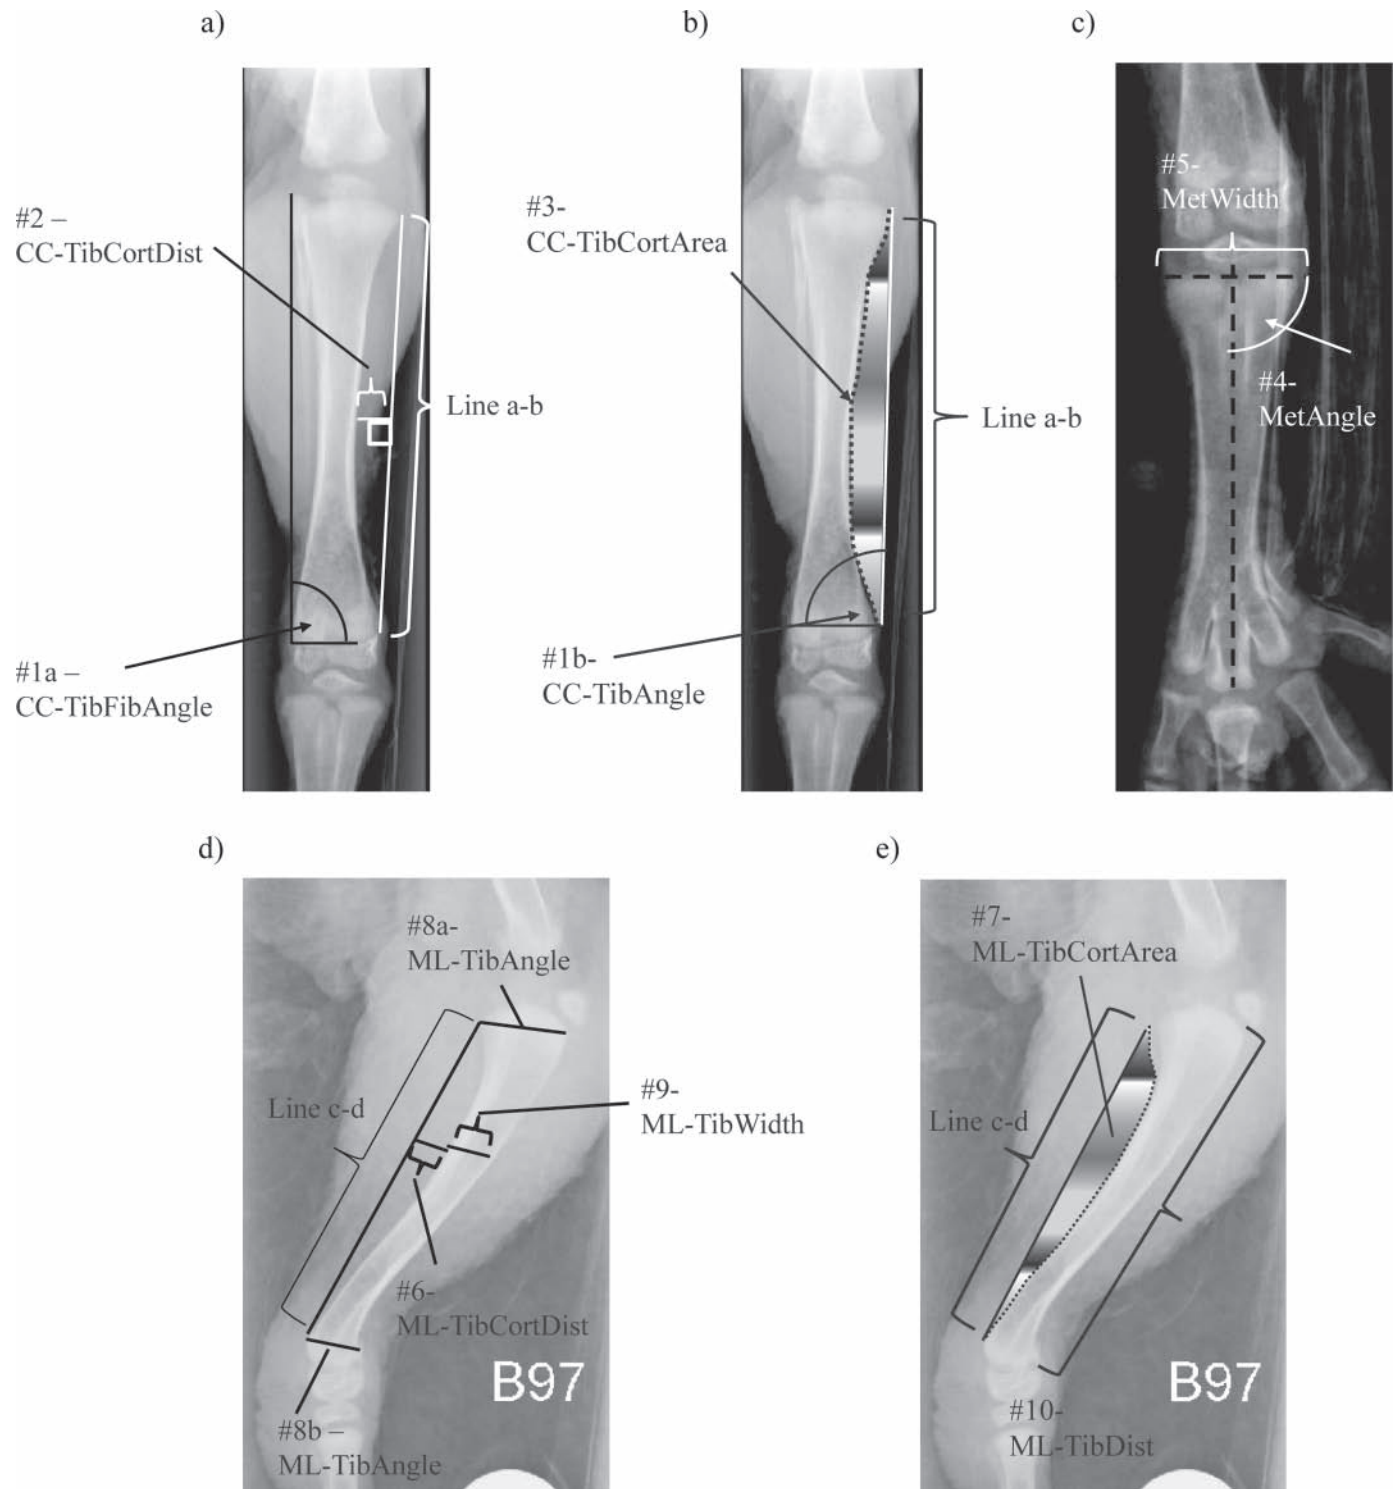 a)
b)
c)
#2 –
CC-TibCortDist
Line a-b
#1a –
CC-TibFibAngle
#3-
CC-TibCortArea
Line a-b
#1b-
CC-TibAngle
#5-
MetWidth
#4-
MetAngle
d)
e)
#8a-
ML-TibAngle
Line c-d
#9-
ML-TibWidth
#6-
ML-TibCortDist
B97
#8b –
ML-TibAngle
#7-
ML-TibCortArea
Line c-d
B97
#10-
ML-TibDist